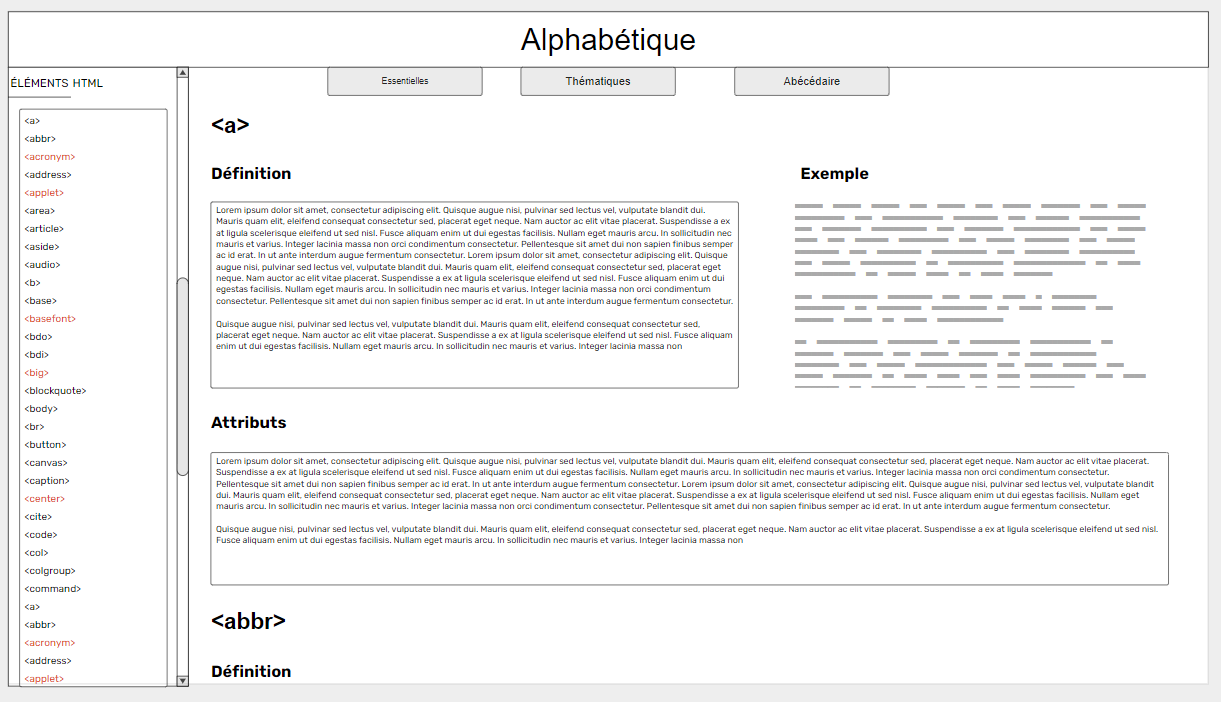 Alphabétique
ÉLÉMENTS HTML
<a>
<abbr>
<acronym>
<address>
<applet>
<area>
<article>
<aside>
<audio>
<b>
<base>
<basefont>
<bdo>
<bdi>
<big>
<blockquote>
<body>
<br>
<button>
<canvas>
<caption>
<center>
<cite>
<code>
<col>
<colgroup>
<command>
<a>
<abbr>
<acronym>
<address>
<applet>
Essentielles
Thématiques
Abécédaire
<a>
Définition
Lorem ipsum dolor sit amet, consectetur adipiscing elit. Quisque augue nisi, pulvinar sed lectus vel, vulputate blandit dui.
Mauris quam elit, eleifend consequat consectetur sed, placerat eget neque. Nam auctor ac elit vitae placerat. Suspendisse a ex
at ligula scelerisque eleifend ut sed nisl. Fusce aliquam enim ut dui egestas facilisis. Nullam eget mauris arcu. In sollicitudin nec
mauris et varius. Integer lacinia massa non orci condimentum consectetur. Pellentesque sit amet dui non sapien finibus semper
ac id erat. In ut ante interdum augue fermentum consectetur. Lorem ipsum dolor sit amet, consectetur adipiscing elit. Quisque
augue nisi, pulvinar sed lectus vel, vulputate blandit dui. Mauris quam elit, eleifend consequat consectetur sed, placerat eget
neque. Nam auctor ac elit vitae placerat. Suspendisse a ex at ligula scelerisque eleifend ut sed nisl. Fusce aliquam enim ut dui
egestas facilisis. Nullam eget mauris arcu. In sollicitudin nec mauris et varius. Integer lacinia massa non orci condimentum
consectetur. Pellentesque sit amet dui non sapien finibus semper ac id erat. In ut ante interdum augue fermentum consectetur.
Quisque augue nisi, pulvinar sed lectus vel, vulputate blandit dui. Mauris quam elit, eleifend consequat consectetur sed,
placerat eget neque. Nam auctor ac elit vitae placerat. Suspendisse a ex at ligula scelerisque eleifend ut sed nisl. Fusce aliquam
enim ut dui egestas facilisis. Nullam eget mauris arcu. In sollicitudin nec mauris et varius. Integer lacinia massa non
Exemple
Attributs
Lorem ipsum dolor sit amet, consectetur adipiscing elit. Quisque augue nisi, pulvinar sed lectus vel, vulputate blandit dui. Mauris quam elit, eleifend consequat consectetur sed, placerat eget neque. Nam auctor ac elit vitae placerat.
Suspendisse a ex at ligula scelerisque eleifend ut sed nisl. Fusce aliquam enim ut dui egestas facilisis. Nullam eget mauris arcu. In sollicitudin nec mauris et varius. Integer lacinia massa non orci condimentum consectetur.
Pellentesque sit amet dui non sapien finibus semper ac id erat. In ut ante interdum augue fermentum consectetur. Lorem ipsum dolor sit amet, consectetur adipiscing elit. Quisque augue nisi, pulvinar sed lectus vel, vulputate blandit
dui. Mauris quam elit, eleifend consequat consectetur sed, placerat eget neque. Nam auctor ac elit vitae placerat. Suspendisse a ex at ligula scelerisque eleifend ut sed nisl. Fusce aliquam enim ut dui egestas facilisis. Nullam eget
mauris arcu. In sollicitudin nec mauris et varius. Integer lacinia massa non orci condimentum consectetur. Pellentesque sit amet dui non sapien finibus semper ac id erat. In ut ante interdum augue fermentum consectetur.
Quisque augue nisi, pulvinar sed lectus vel, vulputate blandit dui. Mauris quam elit, eleifend consequat consectetur sed, placerat eget neque. Nam auctor ac elit vitae placerat. Suspendisse a ex at ligula scelerisque eleifend ut sed nisl.
Fusce aliquam enim ut dui egestas facilisis. Nullam eget mauris arcu. In sollicitudin nec mauris et varius. Integer lacinia massa non
<abbr>
Définition